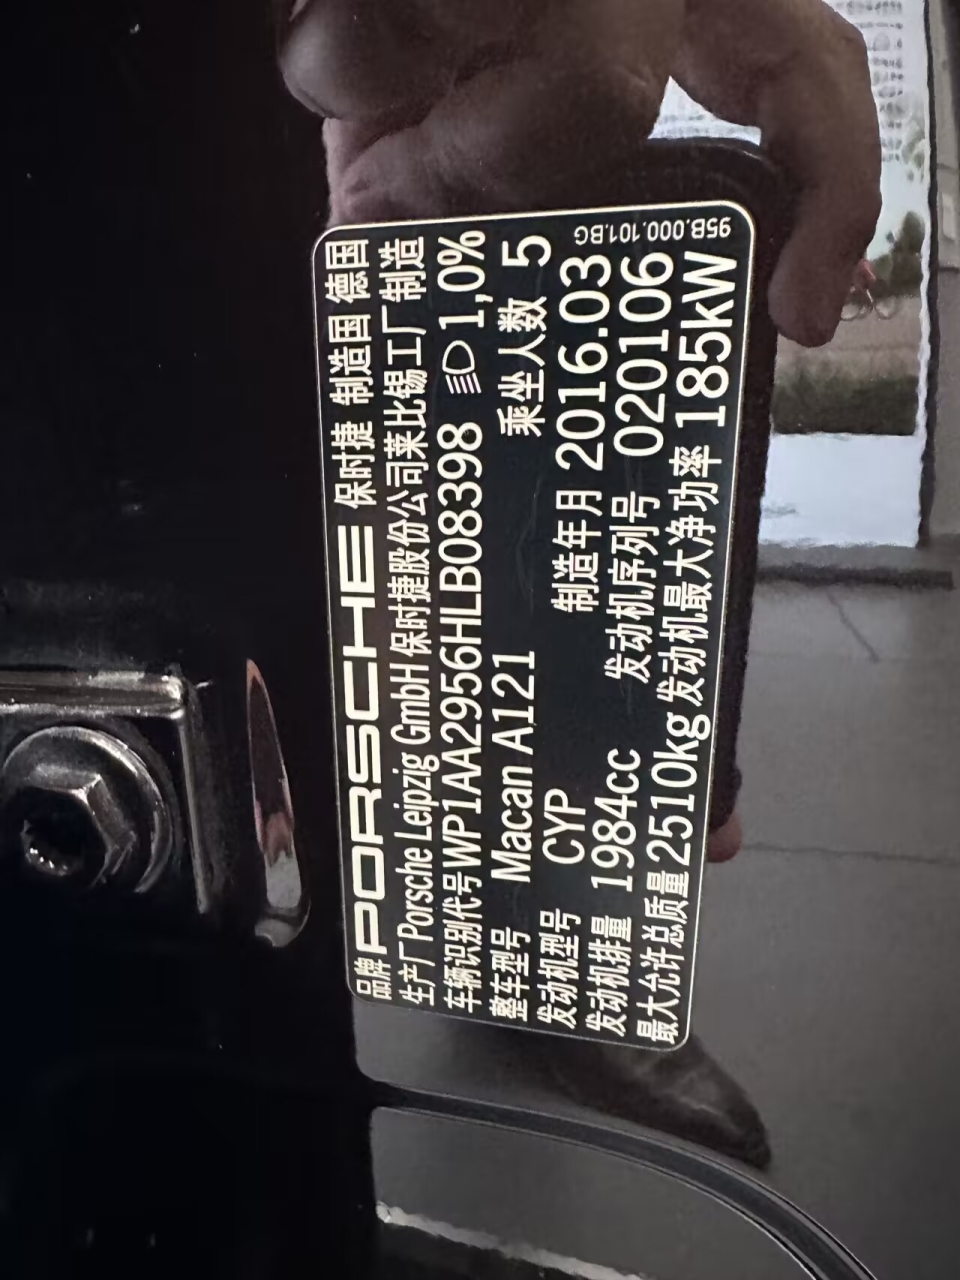 品牌 PORSCHE 保时捷 制造国 德国
生产厂 Porsche Leipzig GmbH 保时捷股份公司莱比锡工厂制造
车辆识别代号 WP1AA2956HLB08398 1,0%
整车型号 Macan A121 乘坐人数 5
发动机型号 CYP 制造年月 2016.03
发动机排量 1984cc 发动机序列号 020106
最大允许总质量 2510kg 发动机最大净功率 185kW
95B.000.101.BG